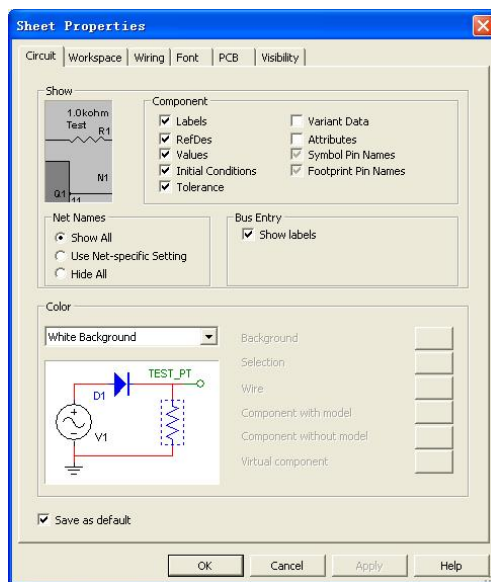 Sheet Properties
Circuit Workspace Wiring Font PCB Visibility
Show
1.0kohm
Test
R1
N1
Q1
11
Component
Labels
RefDes
Values
Initial Conditions
Tolerance
Variant Data
Attributes
Symbol Pin Names
Footprint Pin Names
Net Names
Show All
Use Net-specific Setting
Hide All
Bus Entry
Show labels
Color
White Background
TEST_PT
D1
V1
Background
Selection
Wire
Component with model
Component without model
Virtual component
Save as default
OK Cancel Apply Help